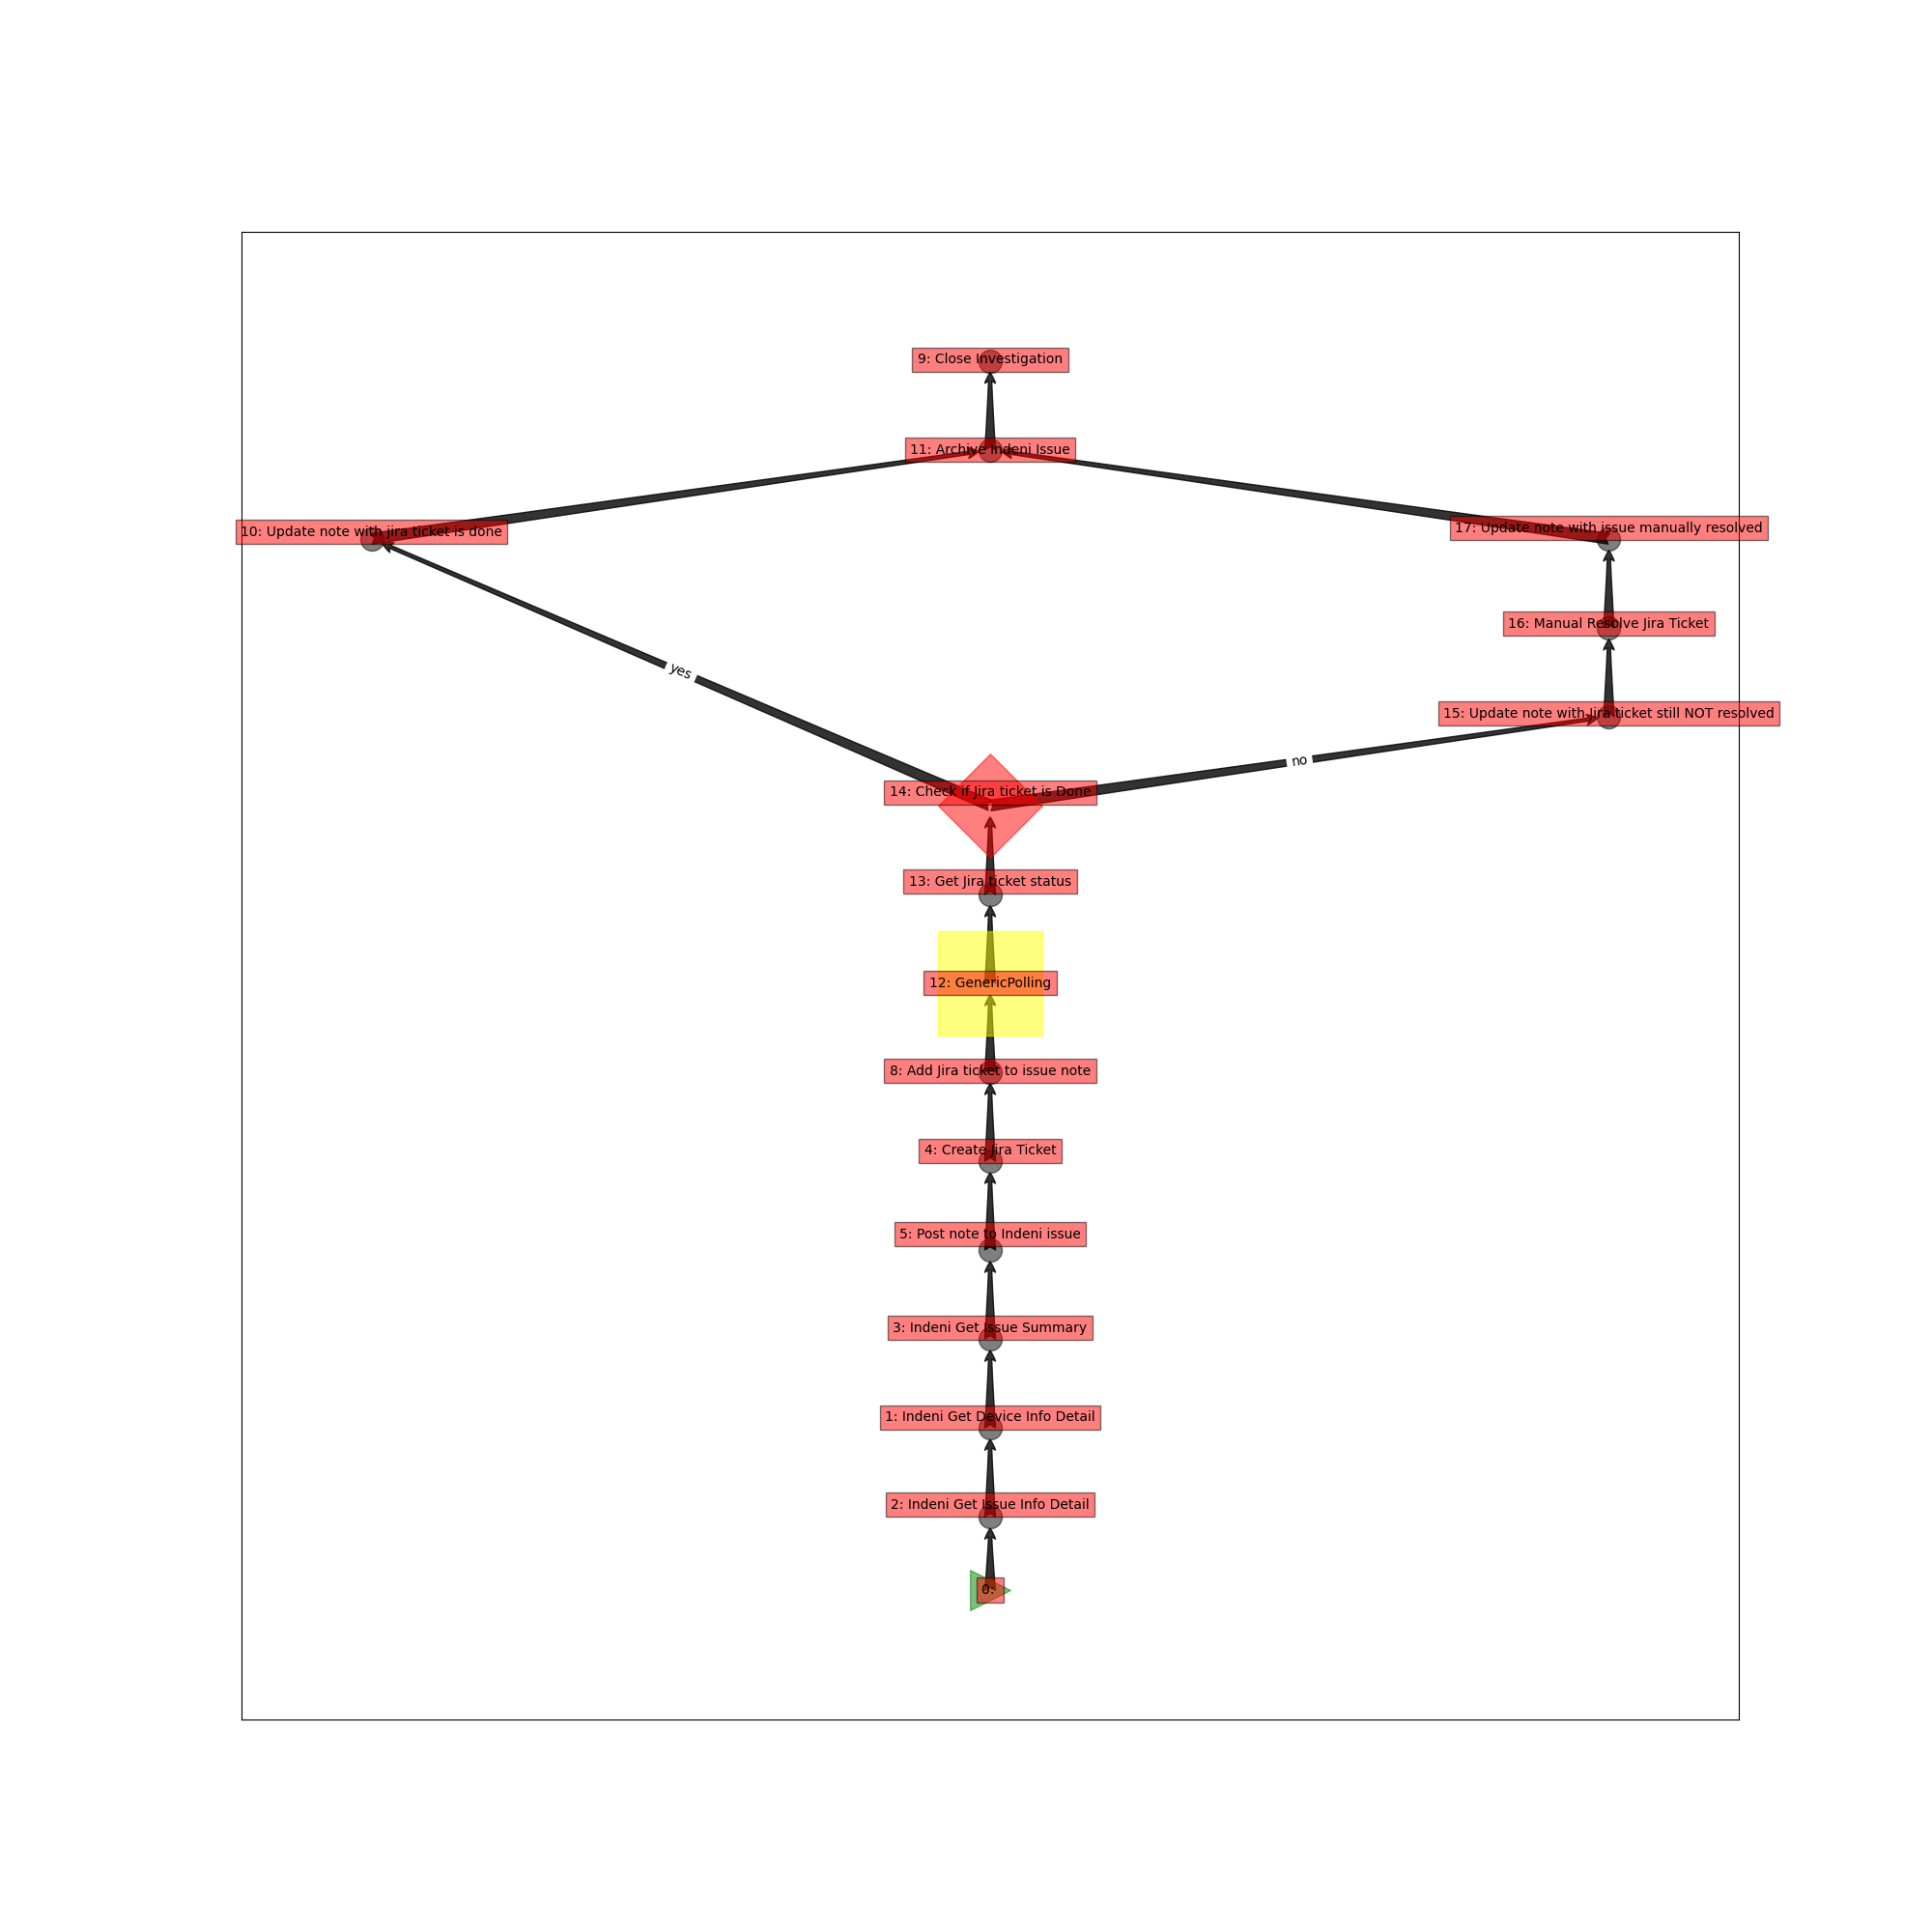 9: Close Investigation
11: Archive Indeni Issue
10: Update note with jira ticket is done
17: Update note with issue manually resolved
16: Manual Resolve Jira Ticket
yes
15: Update note with Jira ticket still NOT resolved
no
14: Check if Jira ticket is Done
13: Get Jira ticket status
12: GenericPolling
8: Add Jira ticket to issue note
4: Create Jira Ticket
5: Post note to Indeni issue
3: Indeni Get Issue Summary
1: Indeni Get Device Info Detail
2: Indeni Get Issue Info Detail
0: